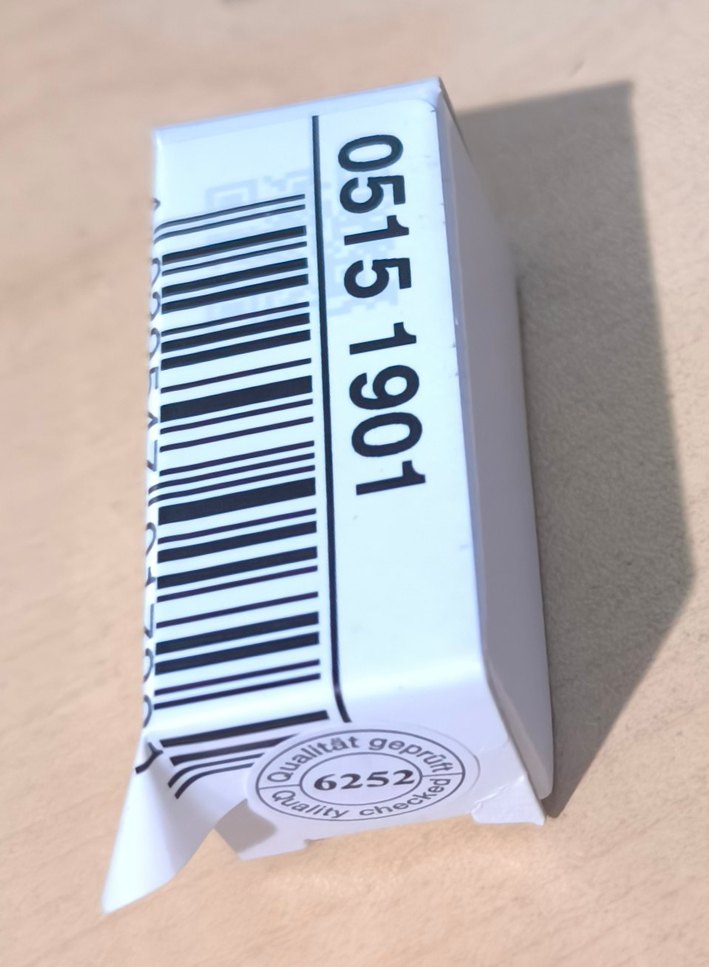 0515 1901
Qualität geprüft
6252
Quality checked